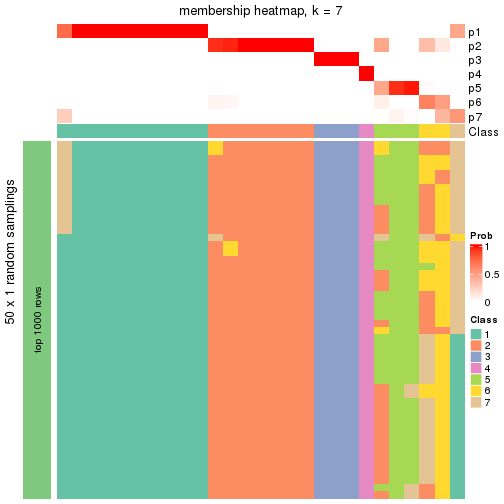 membership heatmap, k = 7
p1
p2
p3
p4
p5
p6
p7
Class
50 x 1 random samplings
top 1000 rows
Prob
1
0.5
0
Class
1
2
3
4
5
6
7